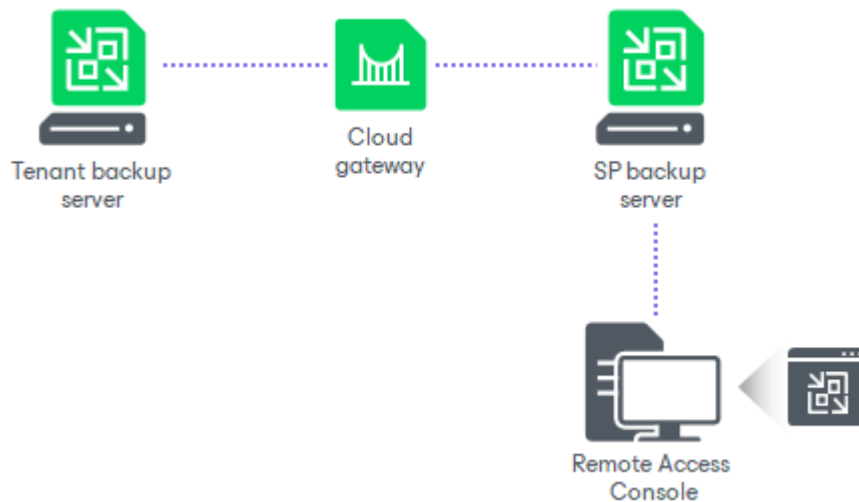 Tenant backup
server
Cloud
gateway
SP backup
server
Remote Access
Console